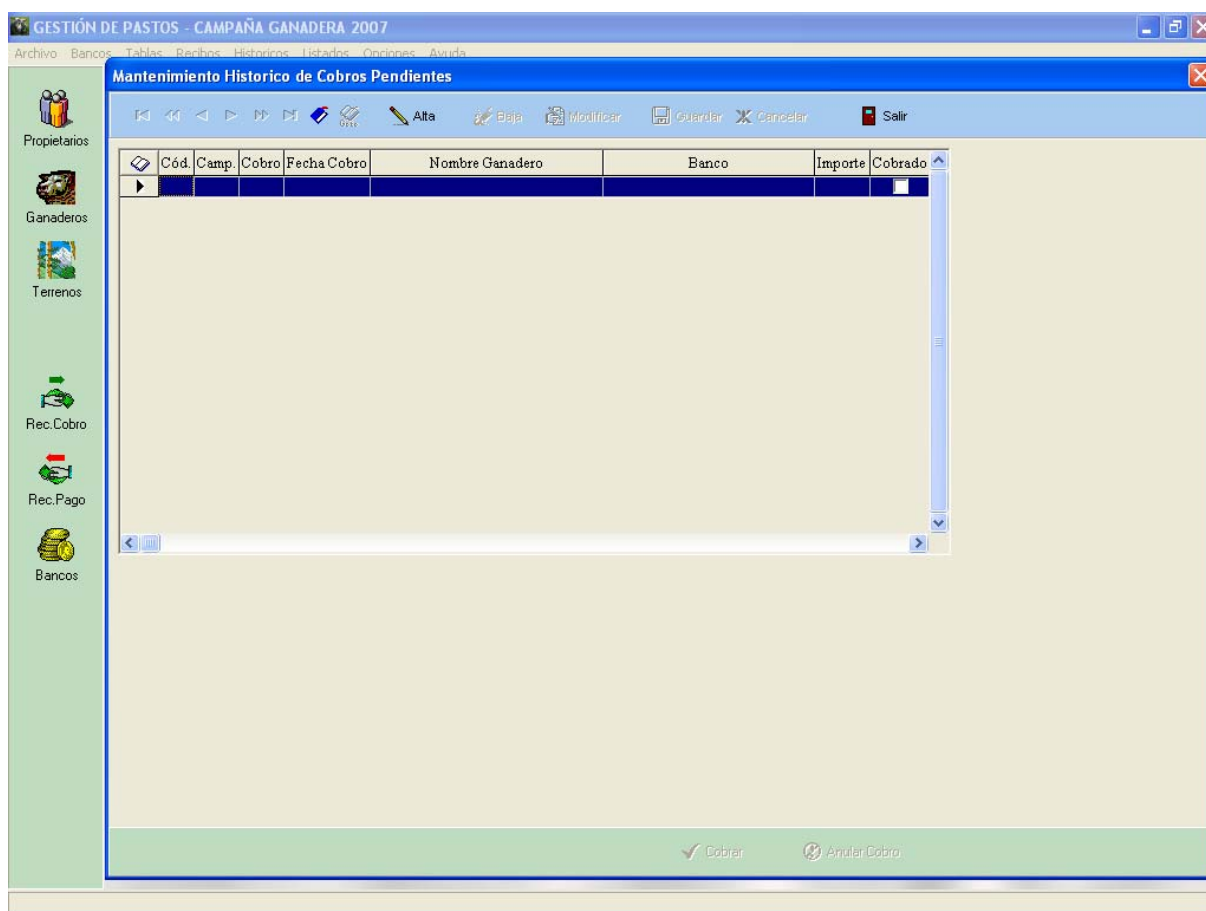 GESTIÓN DE PASTOS - CAMPAÑA GANADERA 2007
Archivo Bancos Tablas Recibos Historicos Listados Opciones Ayuda
Mantenimiento Historico de Cobros Pendientes
Alta Baja Modificar Guardar Cancelar Salir
Propietarios
Cód. Camp. Cobro Fecha Cobro Nombre Ganadero Banco Importe Cobrado
Ganaderos
Terrenos
Rec.Cobro
Rec.Pago
Bancos
Cobrar Anular Cobro